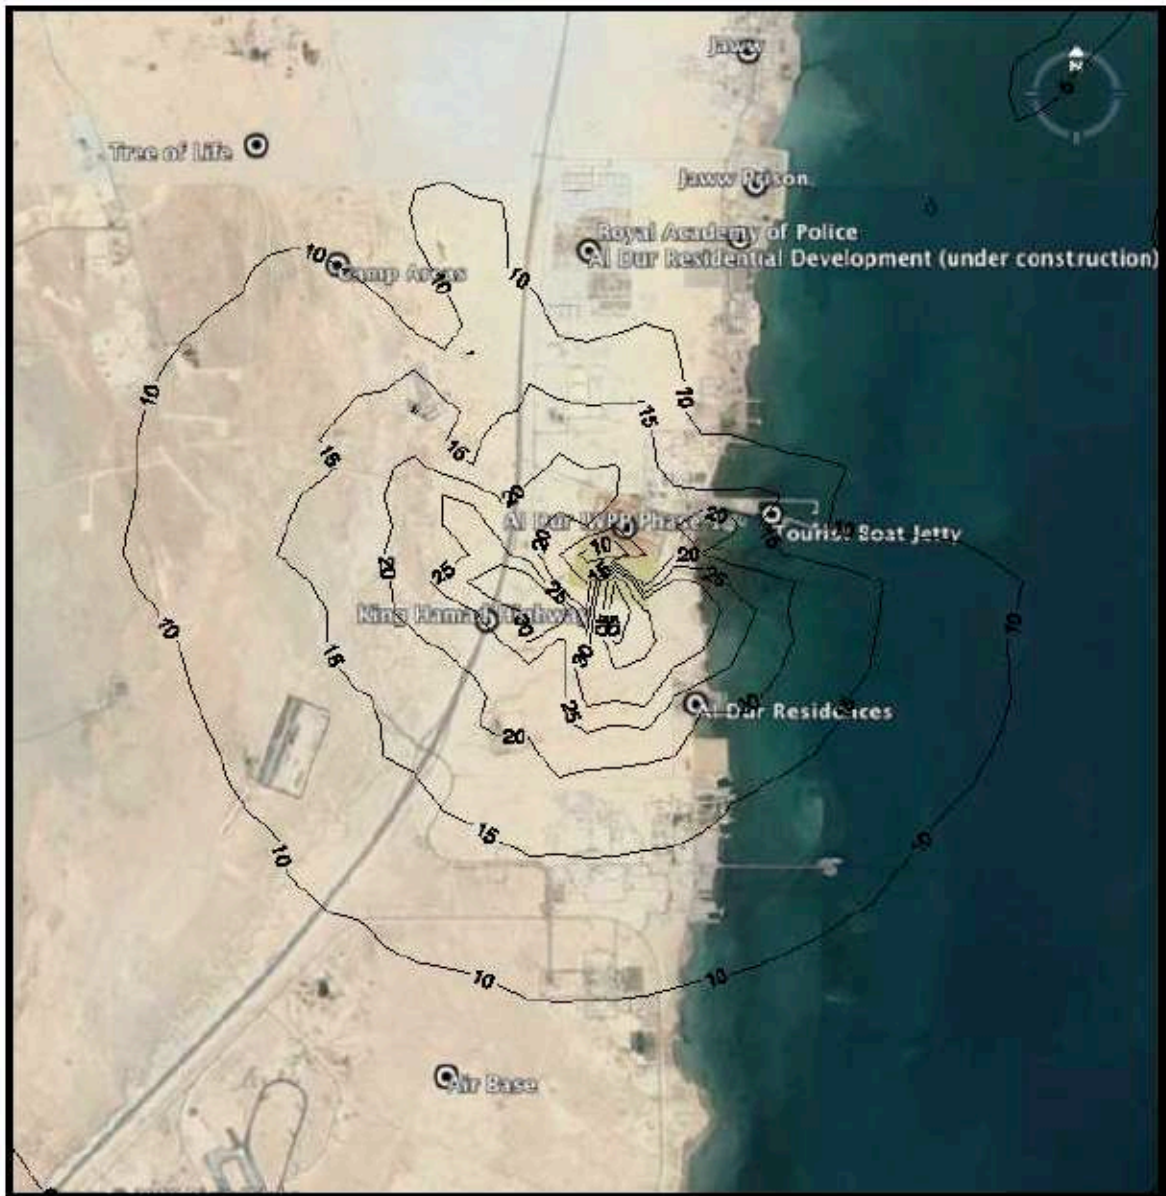 Jaww
Tree of Life
Jaww Prison
Royal Academy of Police
Al Dur Residential Development (under construction)
Camp Areas
10
10
10
10
10
10
15
15
15
20
Al Dur Phase
20
Tourist Boat Jetty
10
20
10
20
20
25
15
25
25
King Hamad Highway
10
10
15
30
25
Al Dur Residences
20
15
10
10
10
10
Air Base